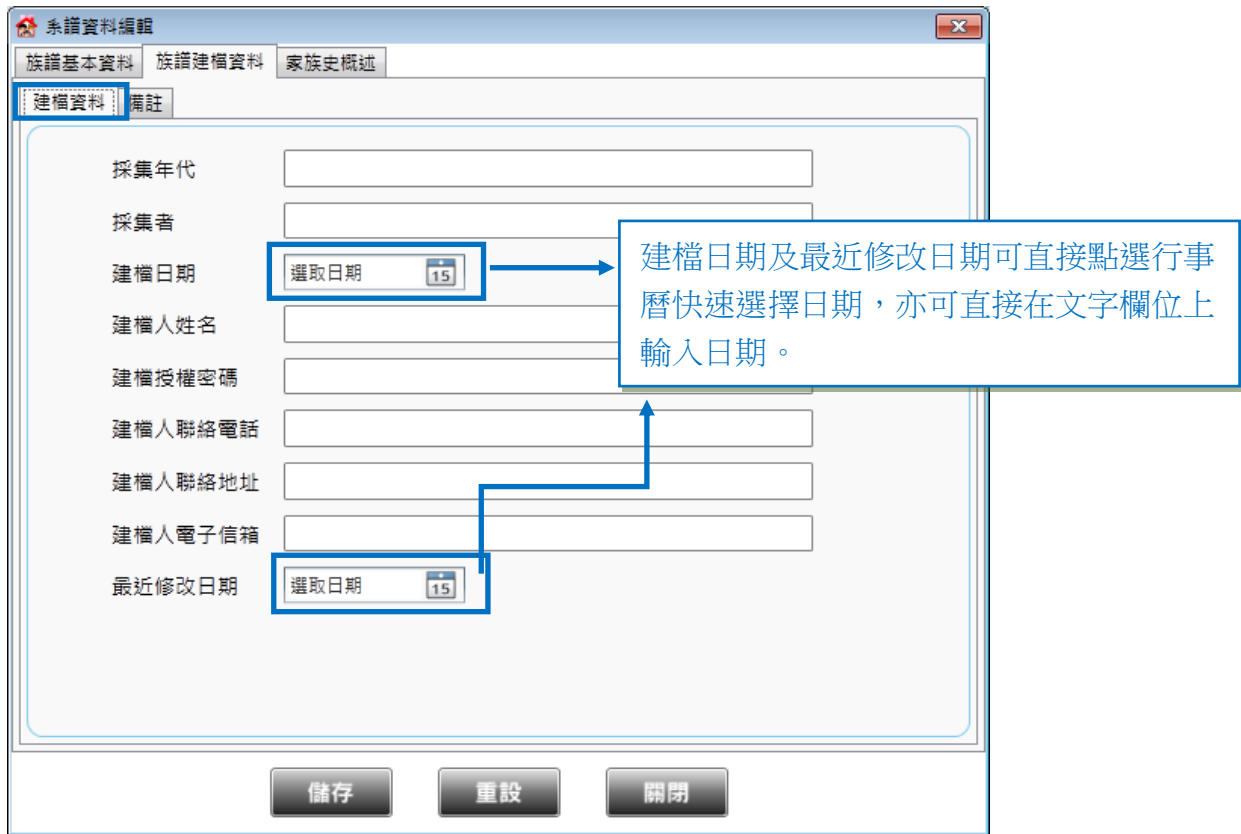 系譜資料編輯
族譜基本資料 族譜建檔資料 家族史概述
建檔資料 備註
採集年代
採集者
建檔日期 選取日期 15
建檔人姓名
建檔授權密碼
建檔人聯絡電話
建檔人聯絡地址
建檔人電子信箱
最近修改日期 選取日期 15
建檔日期及最近修改日期可直接點選行事
曆快速選擇日期，亦可直接在文字欄位上
輸入日期。
儲存 重設 關閉